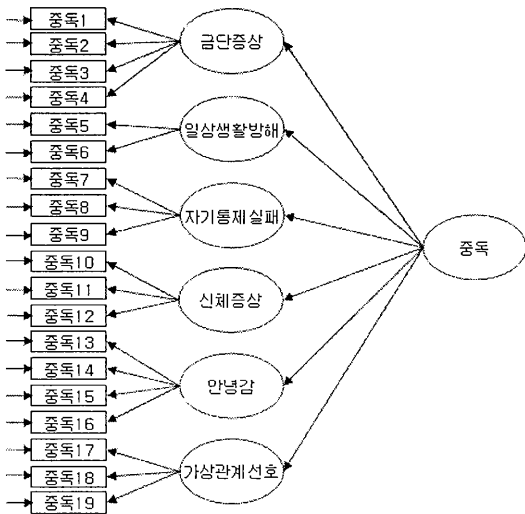 중독1
중독2
중독3
중독4
중독5
중독6
중독7
중독8
중독9
중독10
중독11
중독12
중독13
중독14
중독15
중독16
중독17
중독18
중독19
금단증상
일상생활방해
자기통제실패
신체증상
안녕감
가상관계선호
중독